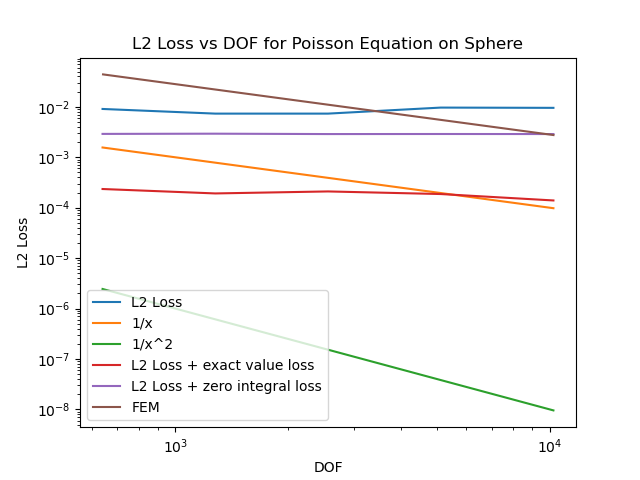 L2 Loss vs DOF for Poisson Equation on Sphere
L2 Loss
10^-2
10^-3
10^-4
10^-5
10^-6
10^-7
10^-8
L2 Loss
1/x
1/x^2
L2 Loss + exact value loss
L2 Loss + zero integral loss
FEM
10^3
10^4
DOF